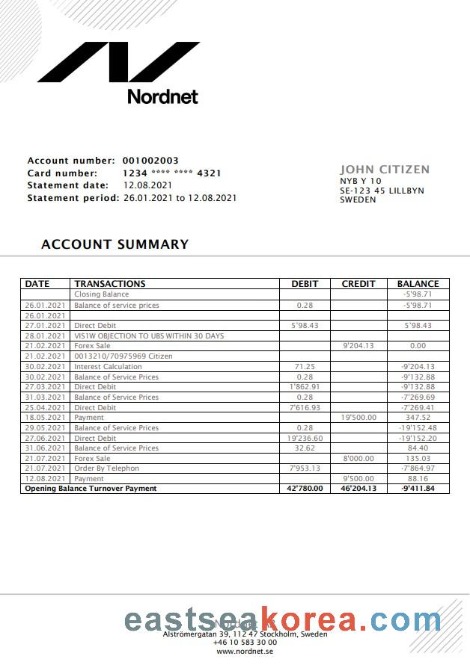 Nordnet
Account number: 001002003
Card number: 1234 **** **** 4321
Statement date: 12.08.2021
Statement period: 26.01.2021 to 12.08.2021
JOHN CITIZEN
NYB Y 10
SE-123 45 LILLBYN
SWEDEN
ACCOUNT SUMMARY
DATE TRANSACTIONS DEBIT CREDIT BALANCE
Closing Balance -5'98.71
26.01.2021 Balance of service prices 0.28 -5'98.71
26.01.2021
27.01.2021 Direct Debit 5'98.43 5'98.43
28.01.2021 VIS1W OBJECTION TO UBS WITHIN 30 DAYS
21.02.2021 Forex Sale 9'204.13 0.00
21.02.2021 0013210/70975969 Citizen
30.02.2021 Interest Calculation 71.25 -9'204.13
30.02.2021 Balance of Service Prices 0.28 -9'132.88
27.03.2021 Direct Debit 1'862.91 -9'132.88
31.03.2021 Balance of Service Prices 0.28 -7'269.69
25.04.2021 Direct Debit 7'616.93 -7'269.41
18.05.2021 Payment 19'500.00 347.52
29.05.2021 Balance of Service Prices 0.28 -19'152.48
27.06.2021 Direct Debit 19'236.60 -19'152.20
31.06.2021 Balance of Service Prices 32.62 84.40
21.07.2021 Forex Sale 8'000.00 135.03
21.07.2021 Order By Telephon 7'953.13 -7'864.97
12.08.2021 Payment 9'500.00 88.16
Opening Balance Turnover Payment 42'780.00 46'204.13 -9'411.84
eastseakorea.com
Alströmergatan 39, 112 47 Stockholm, Sweden
+46 10 583 30 00
www.nordnet.se